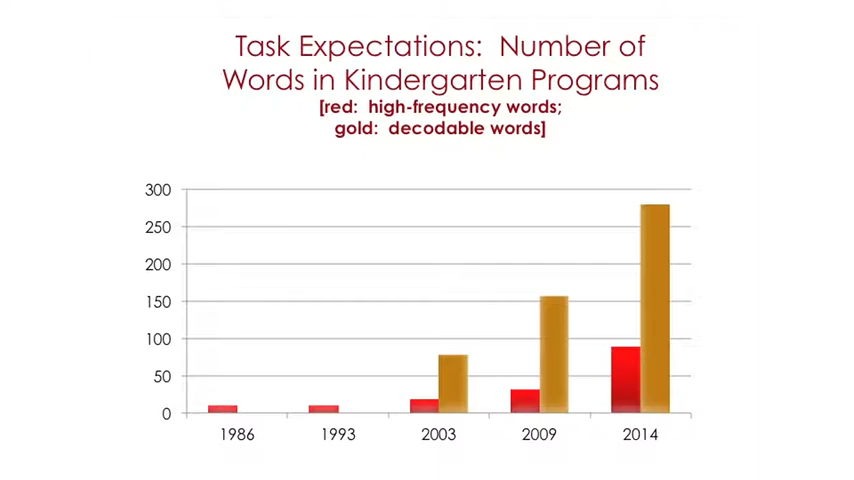 Task Expectations: Number of
Words in Kindergarten Programs
[red: high-frequency words;
gold: decodable words]
300
250
200
150
100
50
0
1986 1993 2003 2009 2014